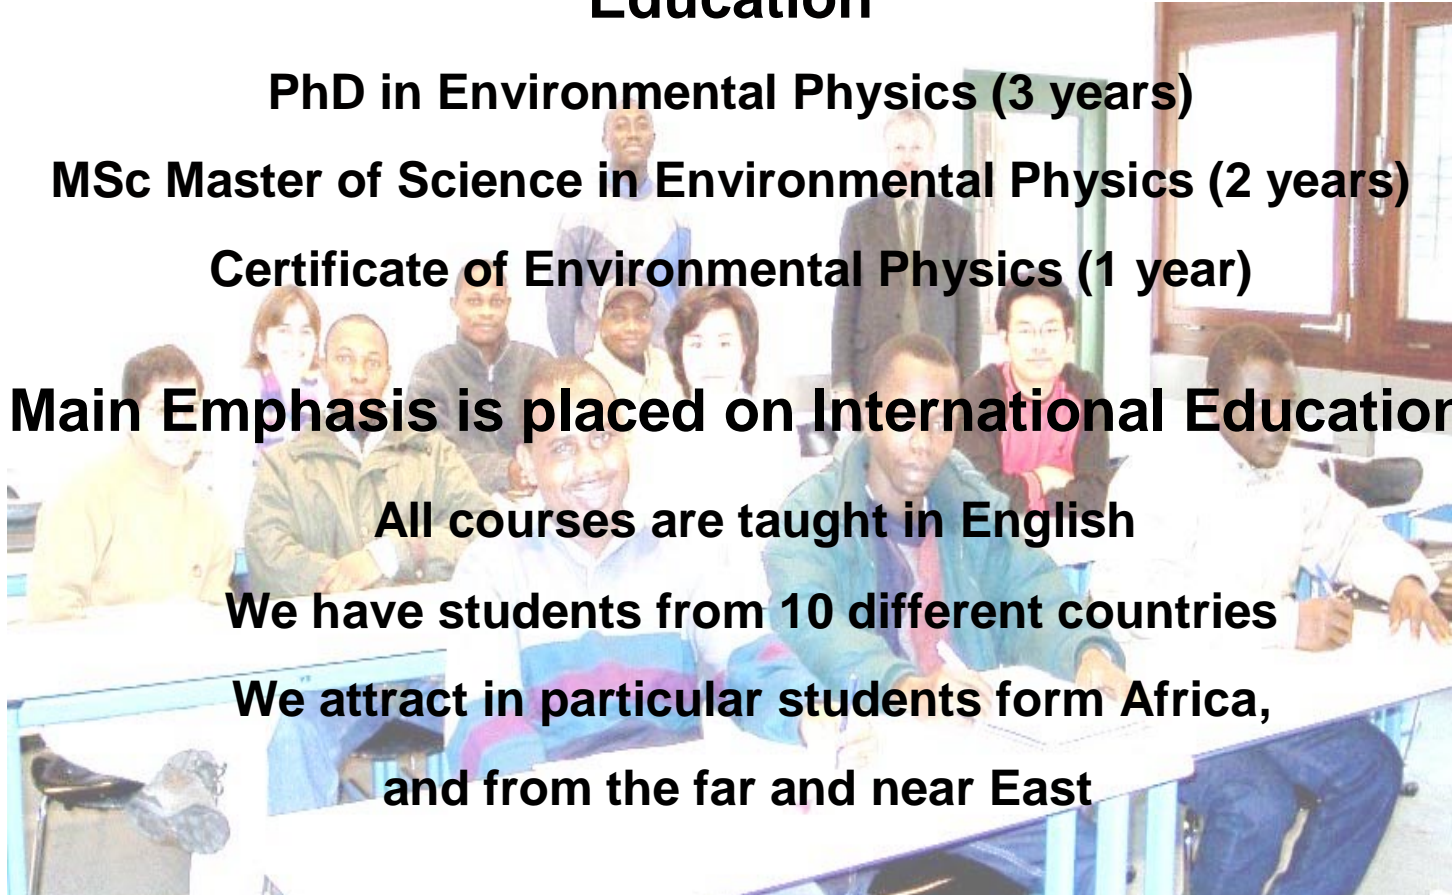 Education
PhD in Environmental Physics (3 years)
MSc Master of Science in Environmental Physics (2 years)
Certificate of Environmental Physics (1 year)
Main Emphasis is placed on International Education
All courses are taught in English
We have students from 10 different countries
We attract in particular students form Africa,
and from the far and near East